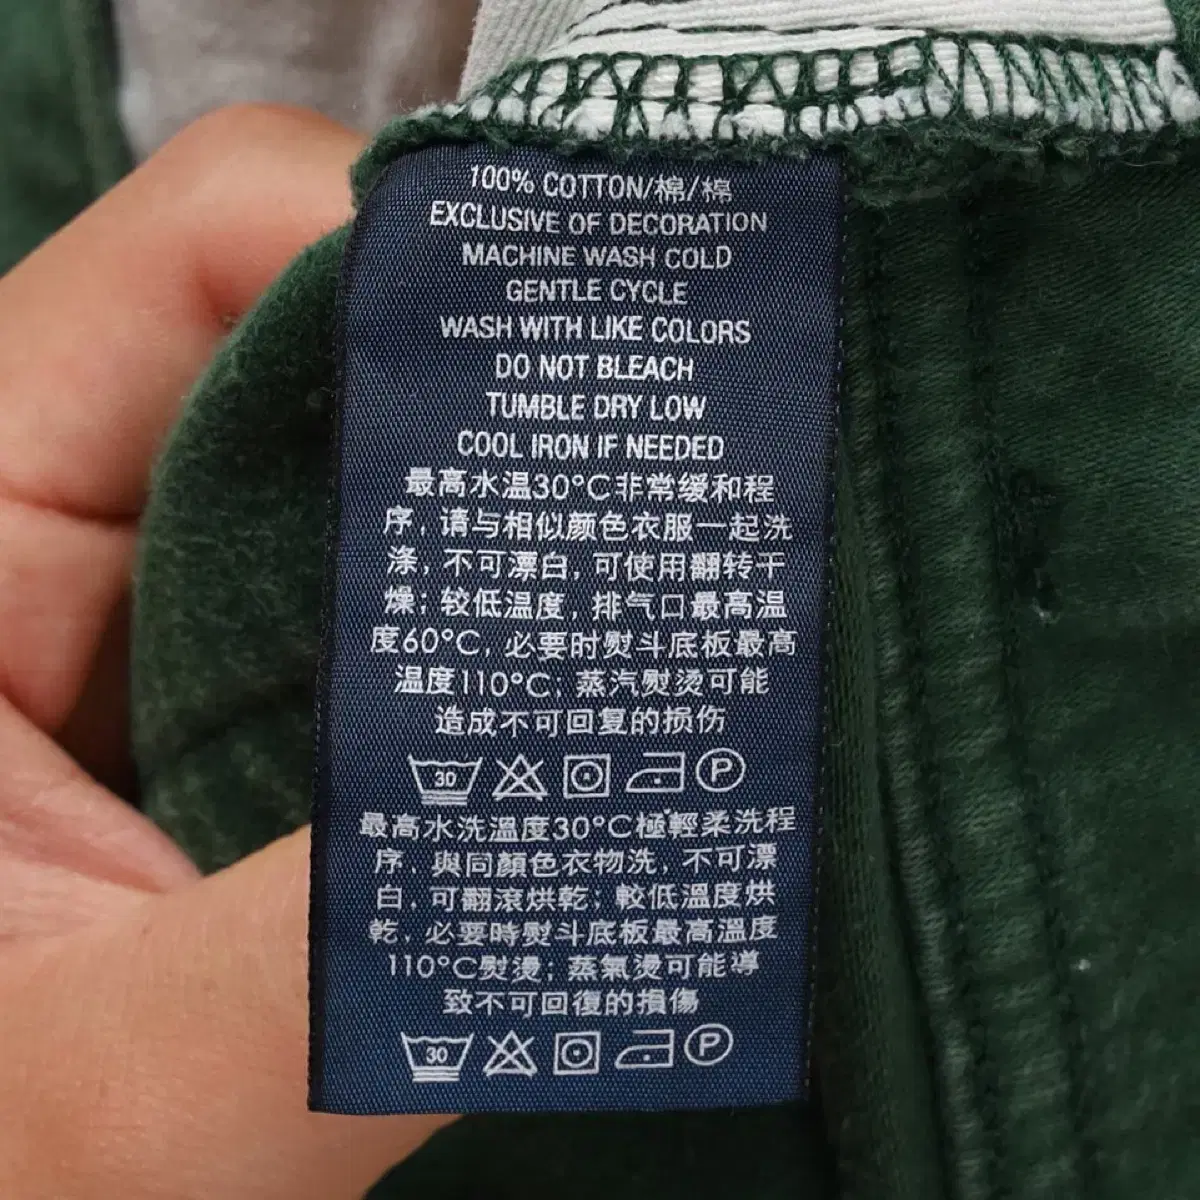 100% COTTON/棉/棉
EXCLUSIVE OF DECORATION
MACHINE WASH COLD
GENTLE CYCLE
WASH WITH LIKE COLORS
DO NOT BLEACH
TUMBLE DRY LOW
COOL IRON IF NEEDED
最高水温30°C非常缓和程
序，请与相似颜色衣服一起洗
涤，不可漂白，可使用翻转干
燥；较低温度，排气口最高温
度60°C，必要时熨斗底板最高
温度110°C；蒸汽熨烫可能
造成不可回复的损伤
30
P
最高水洗溫度30°C極輕柔洗程
序，與同顏色衣物洗，不可漂
白，可翻滾烘乾；較低溫度烘
乾，必要時熨斗底板最高溫度
110°C熨燙；蒸氣燙可能導
致不可回復的損傷
30
P